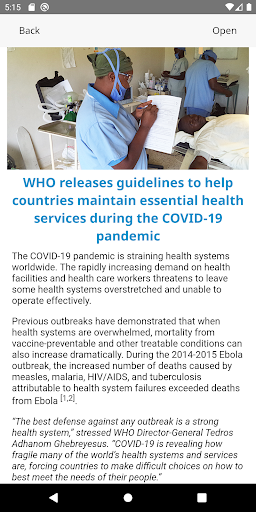 5:15
Back
Open
WHO releases guidelines to help
countries maintain essential health
services during the COVID-19
pandemic
The COVID-19 pandemic is straining health systems
worldwide. The rapidly increasing demand on health
facilities and health care workers threatens to leave
some health systems overstretched and unable to
operate effectively.
Previous outbreaks have demonstrated that when
health systems are overwhelmed, mortality from
vaccine-preventable and other treatable conditions can
also increase dramatically. During the 2014-2015 Ebola
outbreak, the increased number of deaths caused by
measles, malaria, HIV/AIDS, and tuberculosis
attributable to health system failures exceeded deaths
from Ebola [1,2].
“The best defense against any outbreak is a strong
health system,” stressed WHO Director-General Tedros
Adhanom Ghebreyesus. “COVID-19 is revealing how
fragile many of the world’s health systems and services
are, forcing countries to make difficult choices on how to
best meet the needs of their people.”